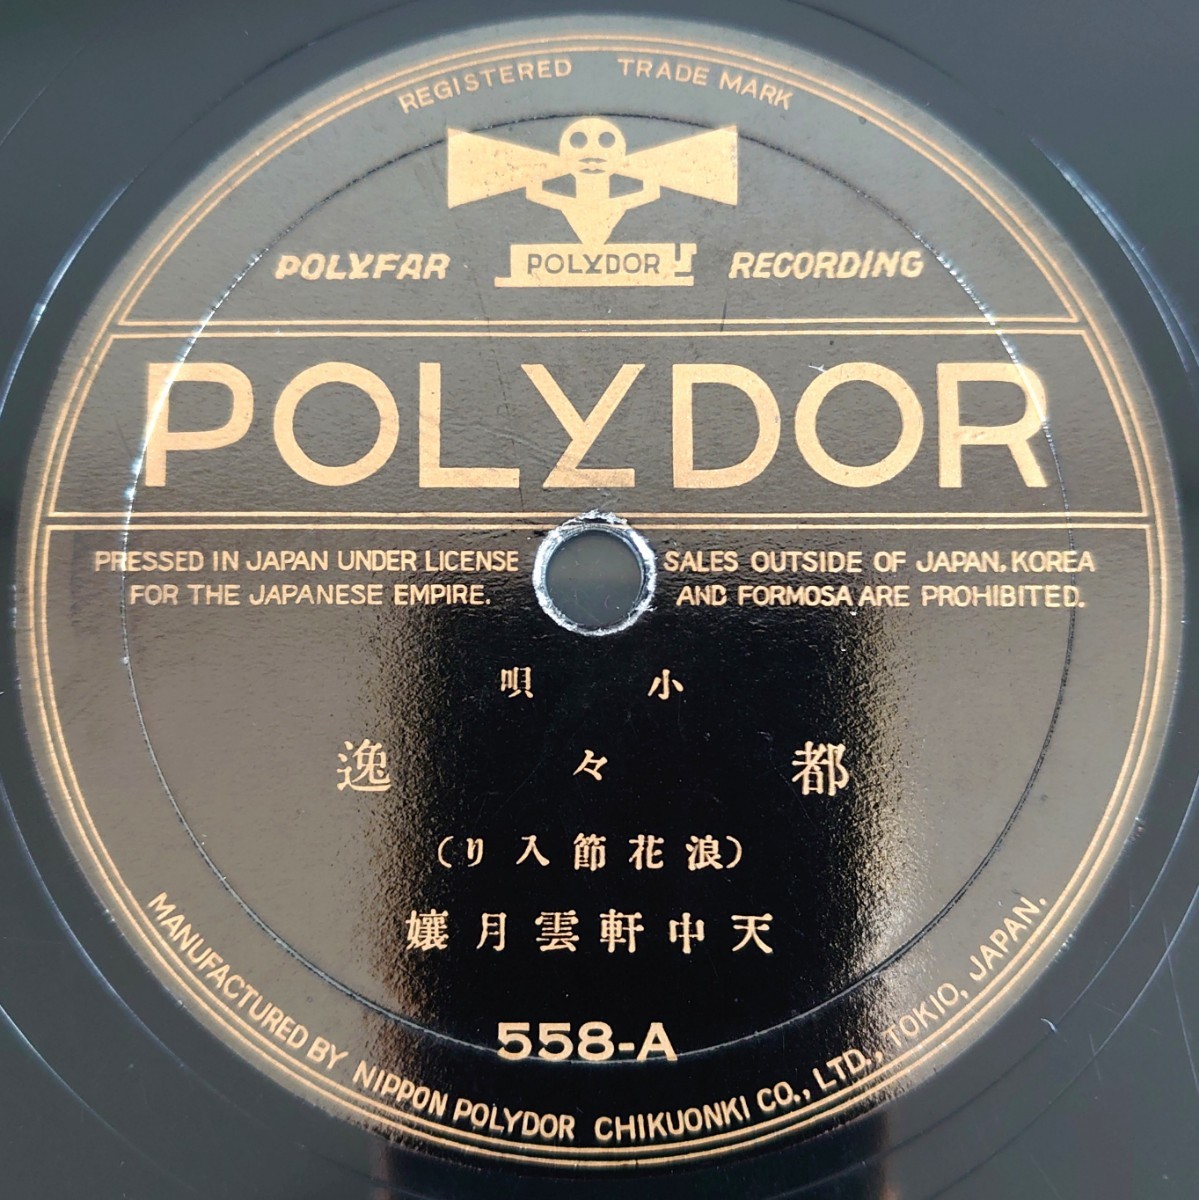 REGISTERED TRADE MARK
POLYFAR POLYDOR RECORDING
POLYDOR
PRESSED IN JAPAN UNDER LICENSE
FOR THE JAPANESE EMPIRE.
SALES OUTSIDE OF JAPAN, KOREA
AND FORMOSA ARE PROHIBITED.
小唄
都々逸
(浪花節入り)
天中軒雲月嬢
558-A
MANUFACTURED BY NIPPON POLYDOR CHIKUONKI CO., LTD., TOKIO, JAPAN.